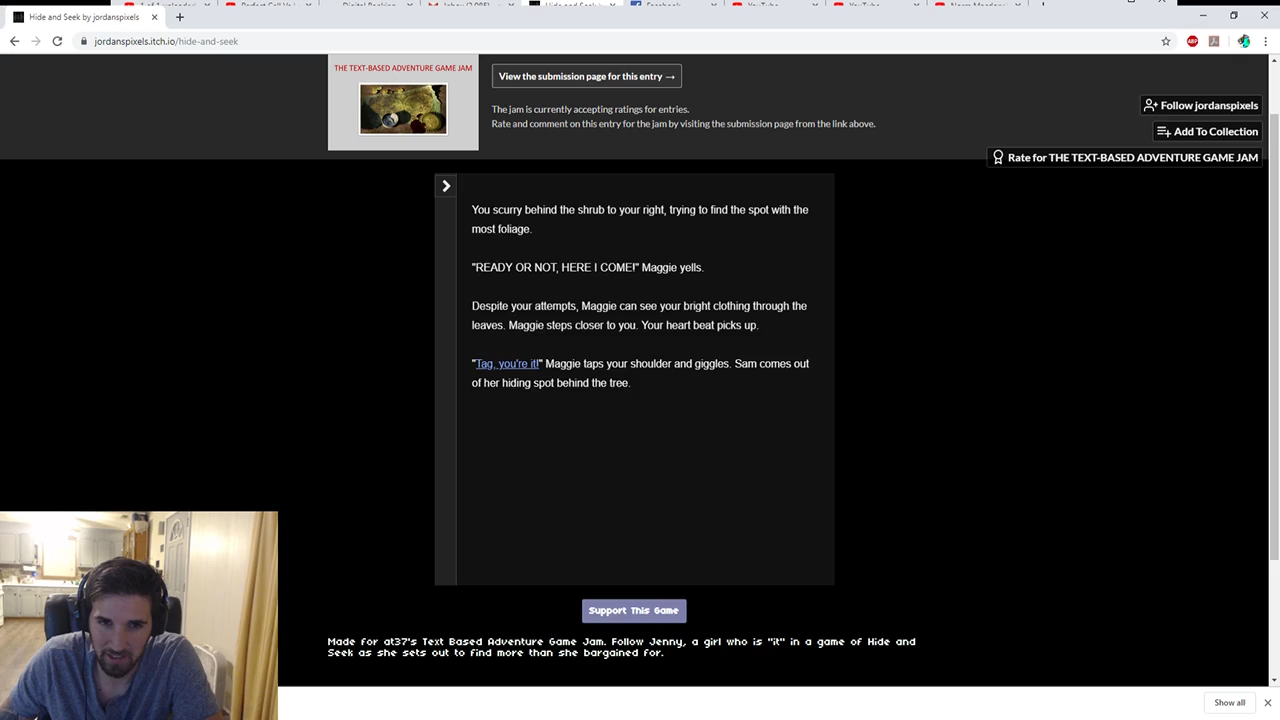 Hide and Seek by jordanspixels
jordanspixels.itch.io/hide-and-seek
THE TEXT-BASED ADVENTURE GAME JAM
View the submission page for this entry →
The jam is currently accepting ratings for entries.
Rate and comment on this entry for the jam by visiting the submission page from the link above.
Follow jordanspixels
Add To Collection
Rate for THE TEXT-BASED ADVENTURE GAME JAM
You scurry behind the shrub to your right, trying to find the spot with the
most foliage.
"READY OR NOT, HERE I COME!" Maggie yells.
Despite your attempts, Maggie can see your bright clothing through the
leaves. Maggie steps closer to you. Your heart beat picks up.
"Tag, you're it!" Maggie taps your shoulder and giggles. Sam comes out
of her hiding spot behind the tree.
Support This Game
Made for at37's Text Based Adventure Game Jam. Follow Jenny, a girl who is "it" in a game of Hide and
Seek as she sets out to find more than she bargained for.
Show all